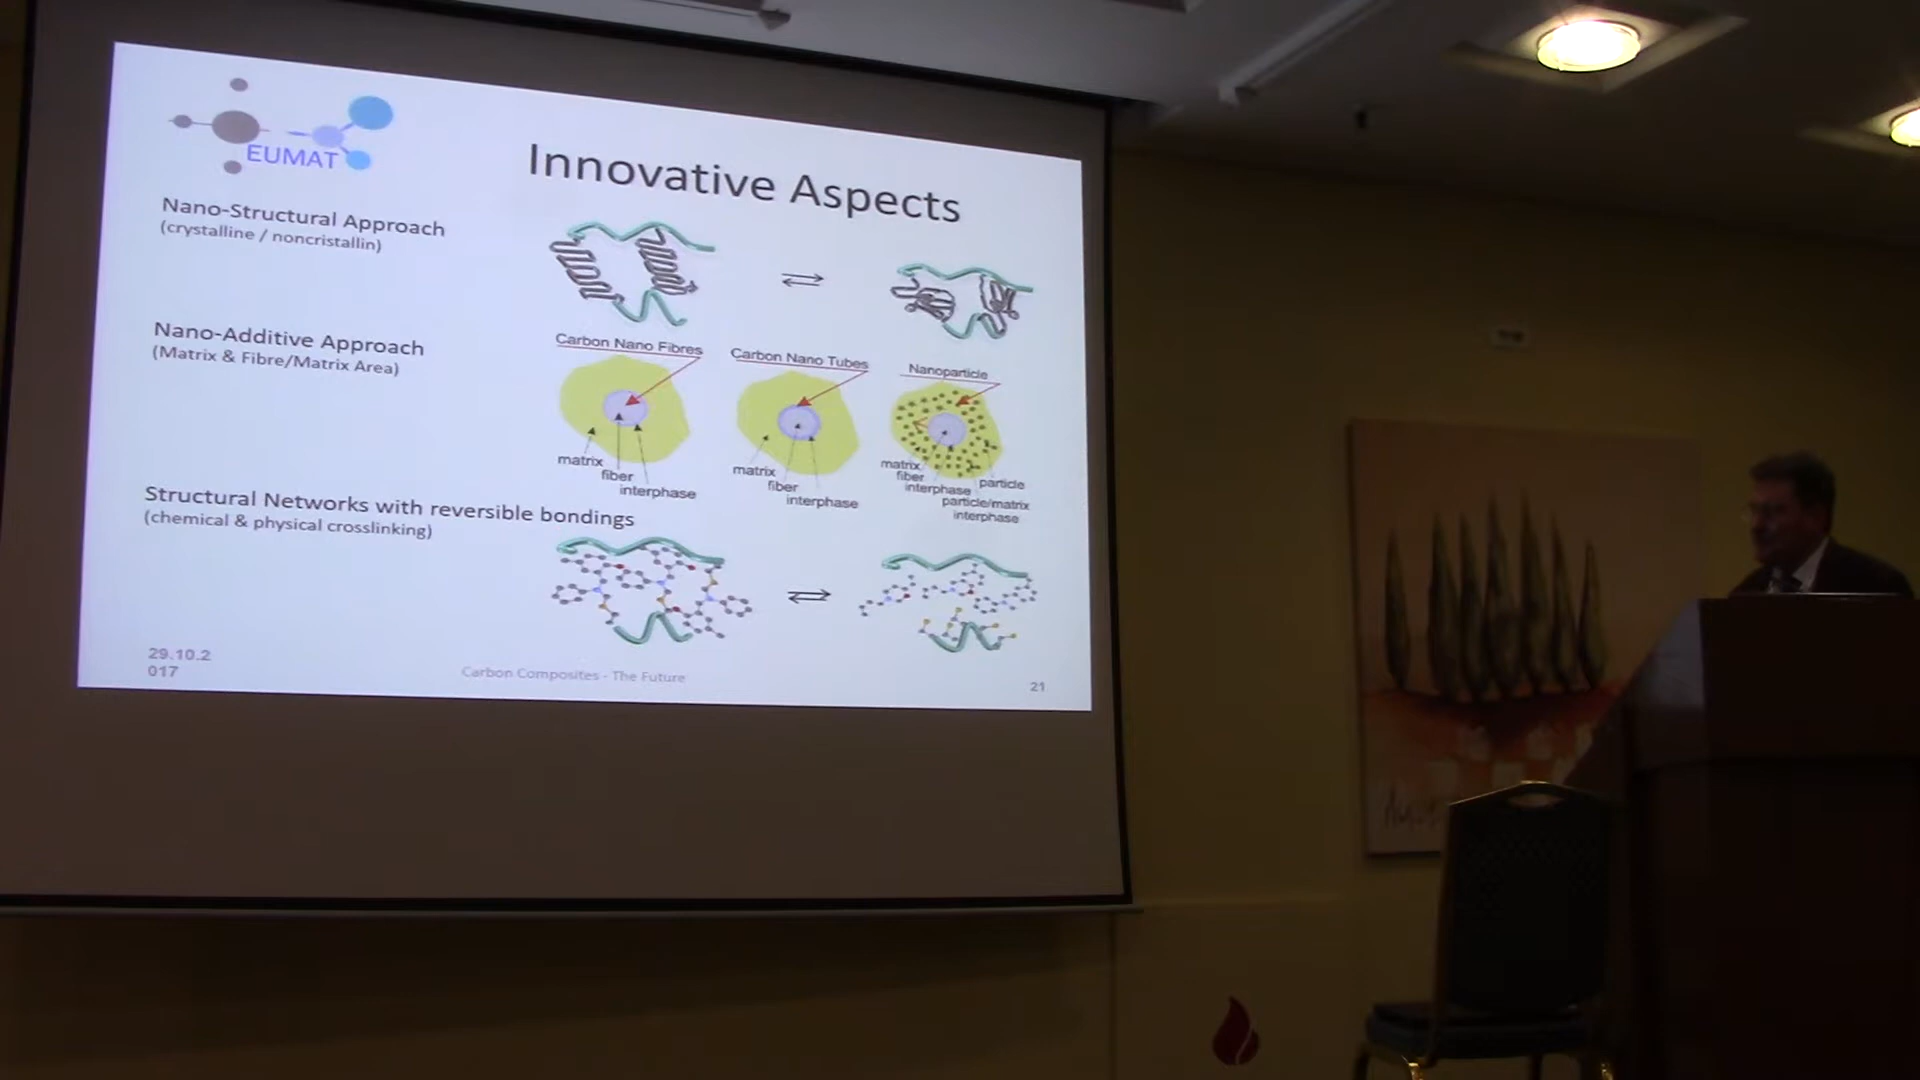 EUMAT
Innovative Aspects
Nano-Structural Approach
(crystalline / noncristallin)
Nano-Additive Approach
(Matrix & Fibre/Matrix Area)
Carbon Nano Fibres
matrix
fiber
interphase
Carbon Nano Tubes
matrix
fiber
interphase
Nanoparticle
matrix
fiber
interphase
particle
particle/matrix
interphase
Structural Networks with reversible bondings
(chemical & physical crosslinking)
29.10.2
017
Carbon Composites - The Future
21